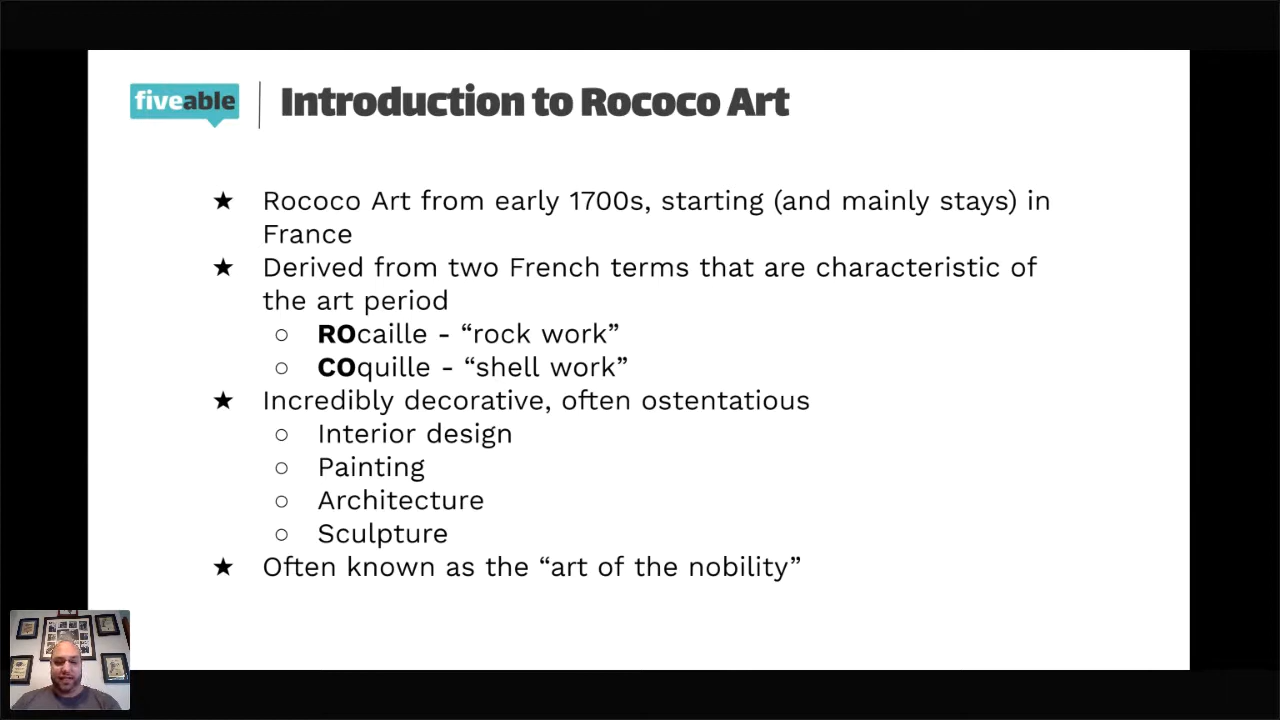 fiveable
Introduction to Rococo Art
★ Rococo Art from early 1700s, starting (and mainly stays) in
France
★ Derived from two French terms that are characteristic of
the art period
○ ROcaille - “rock work”
○ COquille - “shell work”
★ Incredibly decorative, often ostentatious
○ Interior design
○ Painting
○ Architecture
○ Sculpture
★ Often known as the “art of the nobility”